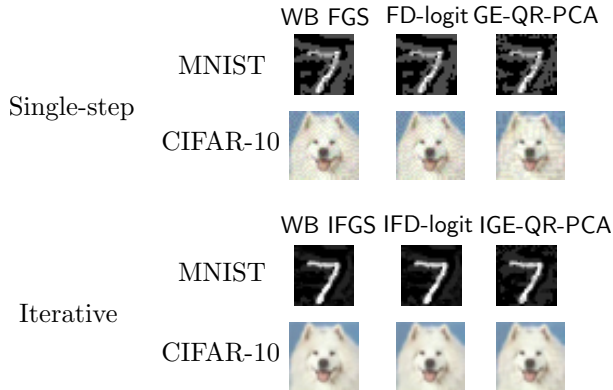 WB FGS FD-logit GE-QR-PCA
MNIST
Single-step
CIFAR-10
WB IFGS IFD-logit IGE-QR-PCA
MNIST
Iterative
CIFAR-10